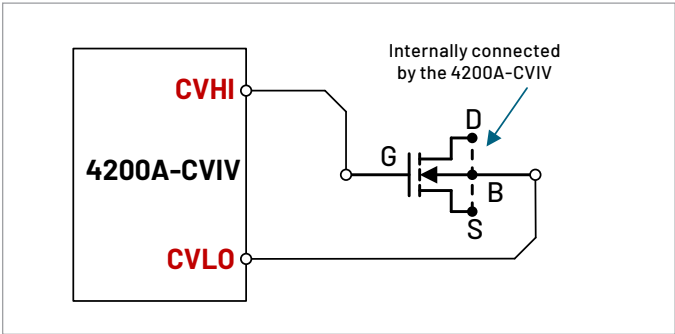 Internally connected
by the 4200A-CVIV
CVHI
D
G
4200A-CVIV
B
S
CVLO